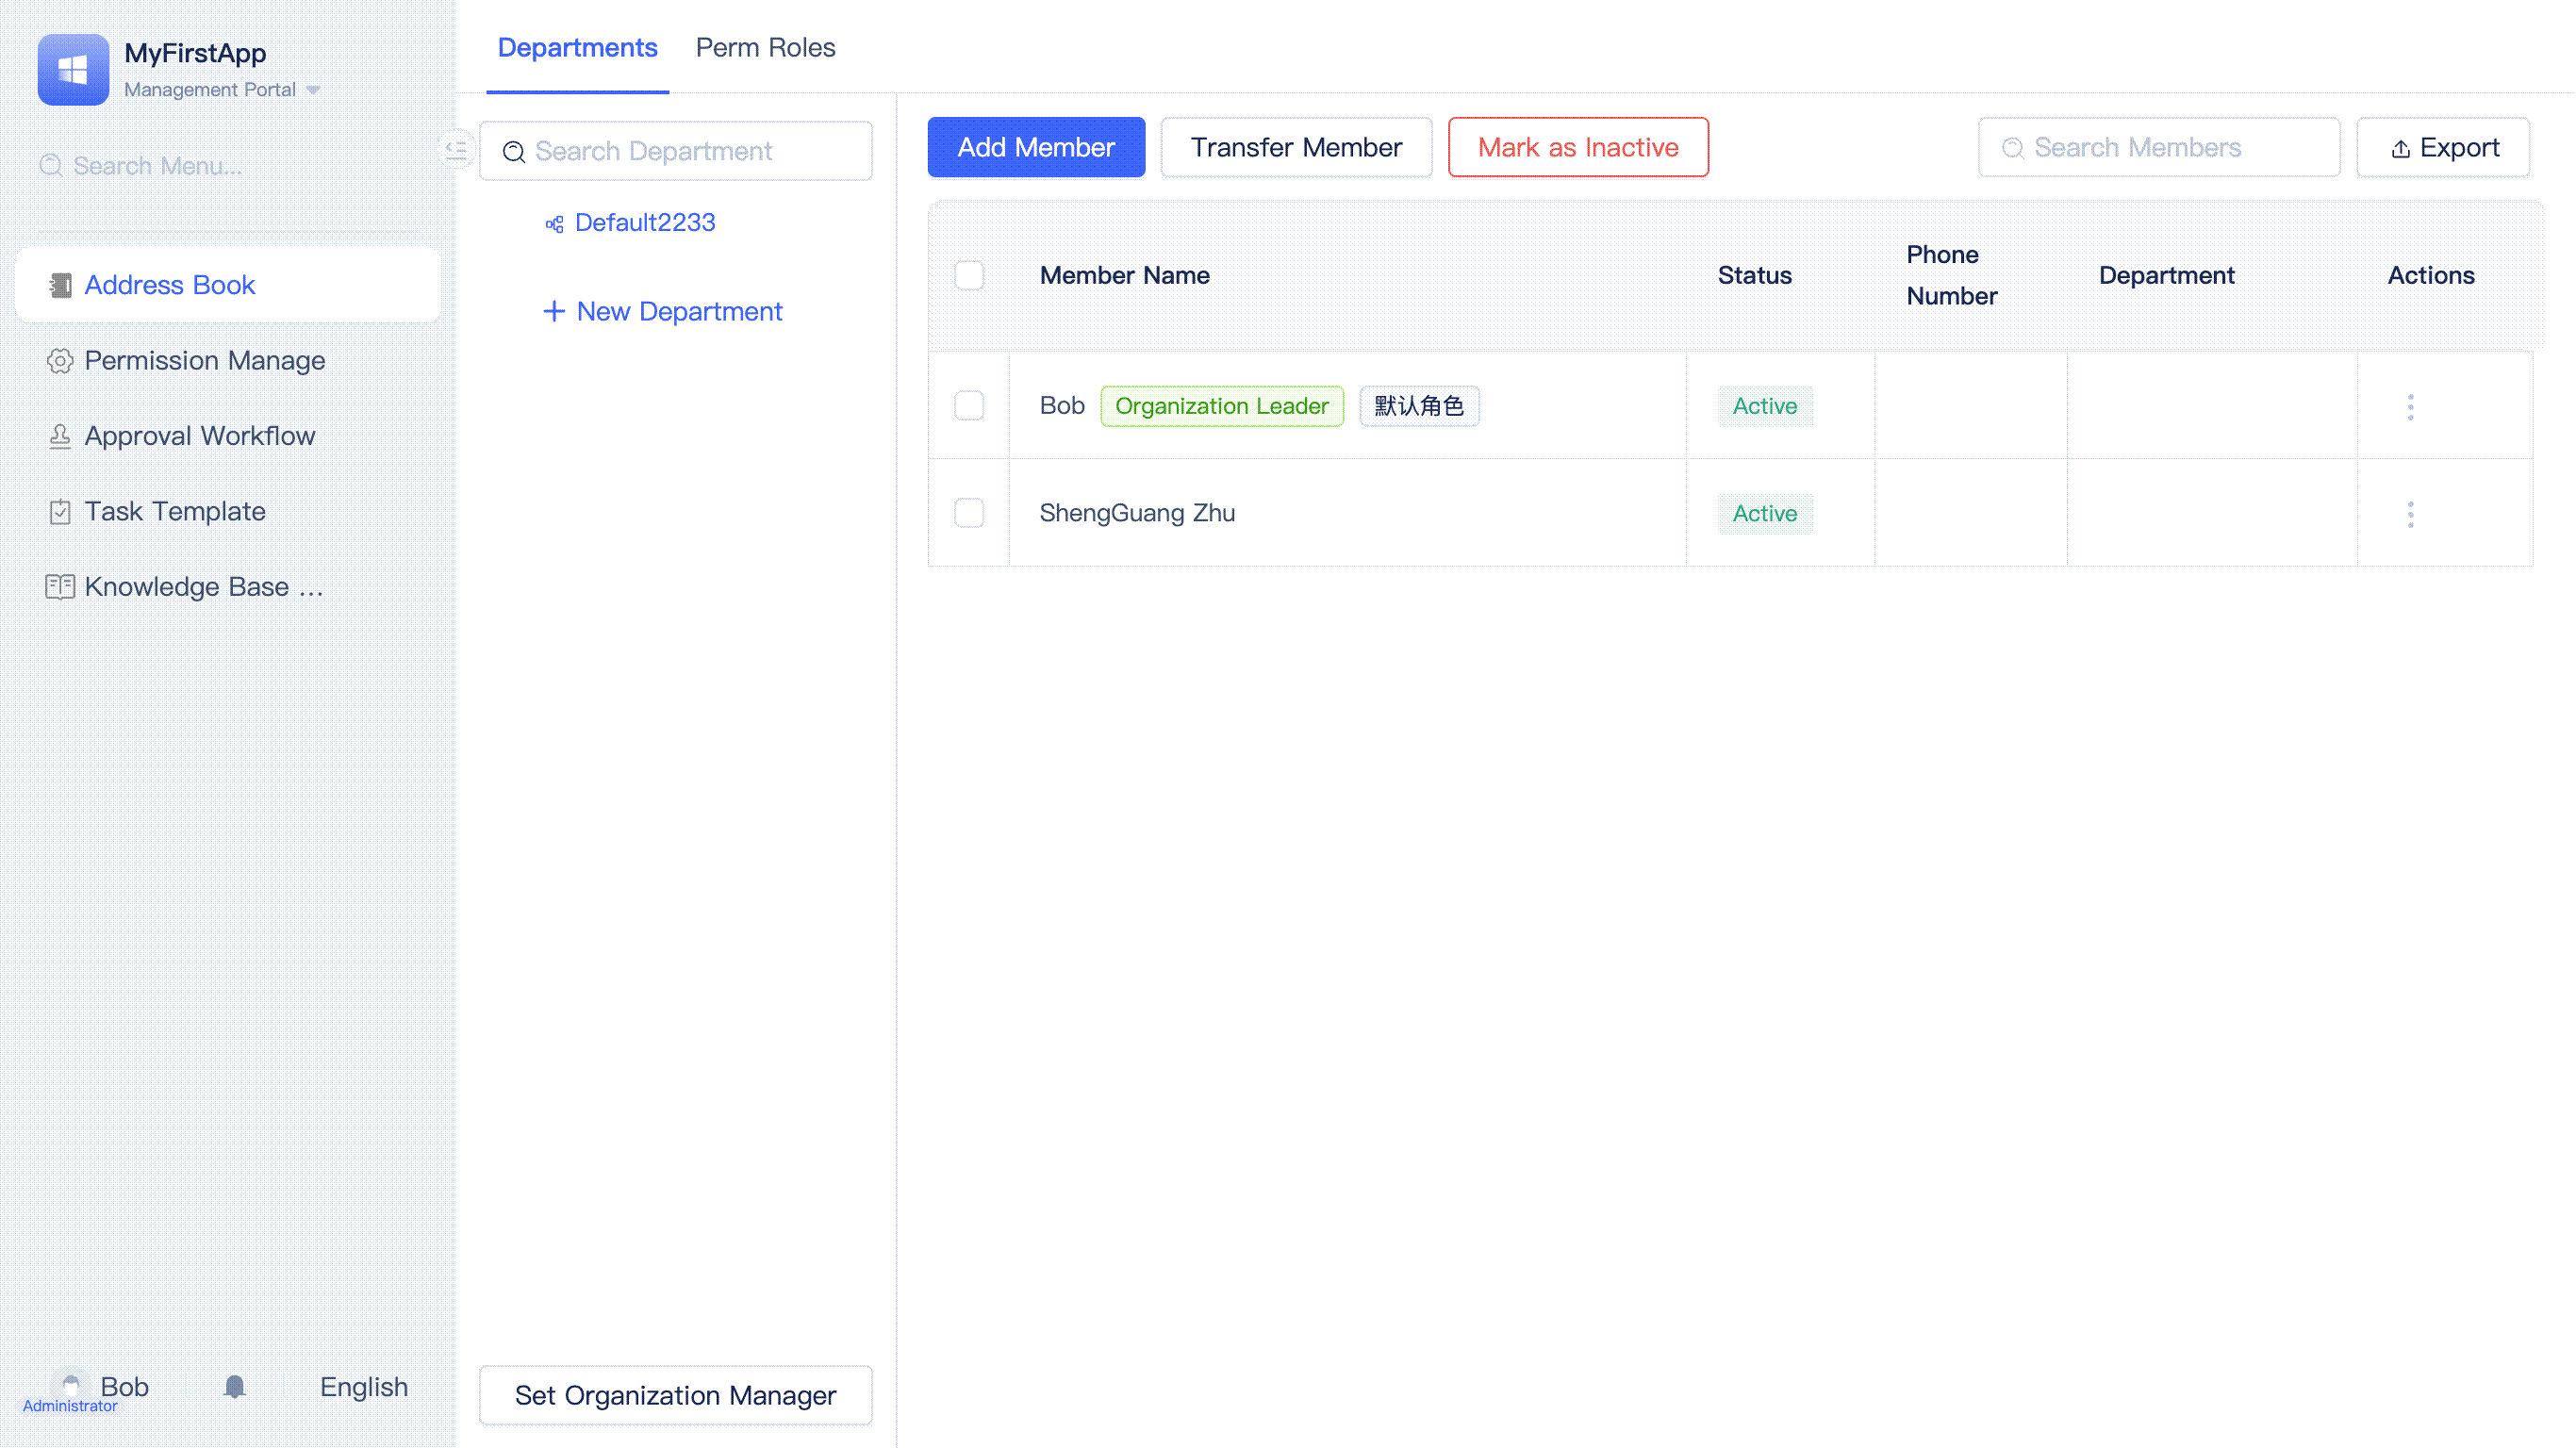 MyFirstApp
Management Portal
Search Menu...
Address Book
Permission Manage
Approval Workflow
Task Template
Knowledge Base ...
Bob
Administrator
English
Departments
Perm Roles
Search Department
Default2233
New Department
Set Organization Manager
Add Member
Transfer Member
Mark as Inactive
Search Members
Export
Member Name
Status
Phone
Number
Department
Actions
Bob
Organization Leader
默认角色
Active
ShengGuang Zhu
Active